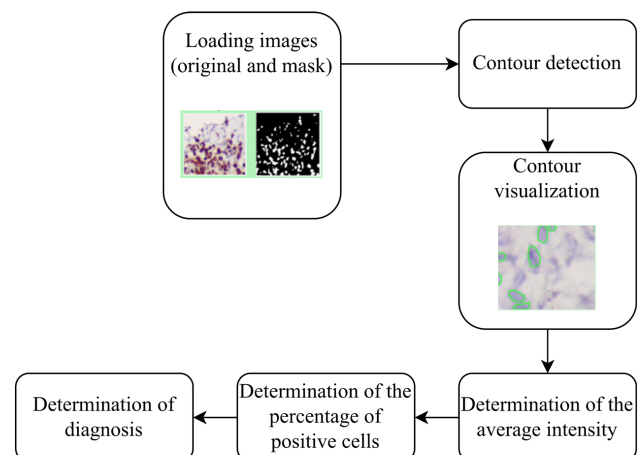 Loading images
(original and mask)
Contour detection
Contour
visualization
Determination of the
average intensity
Determination of the
percentage of
positive cells
Determination of
diagnosis